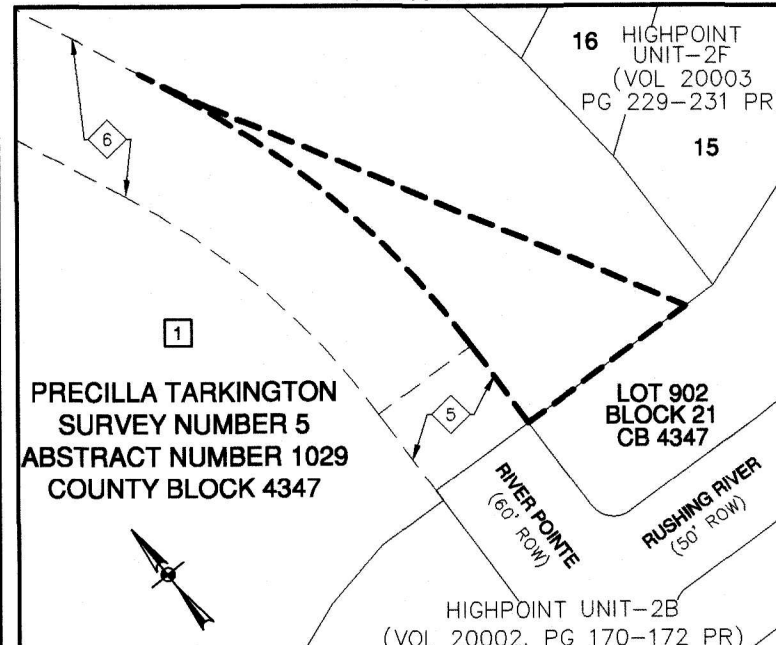 16
HIGHPOINT
UNIT-2F
(VOL 20003
PG 229-231 PR
15
6
1
PRECILLA TARKINGTON
SURVEY NUMBER 5
ABSTRACT NUMBER 1029
COUNTY BLOCK 4347
5
LOT 902
BLOCK 21
CB 4347
RIVER POINTE
(60' ROW)
RUSHING RIVER
(50' ROW)
HIGHPOINT UNIT-2B
(VOL 20002, PG 170-172 PR)